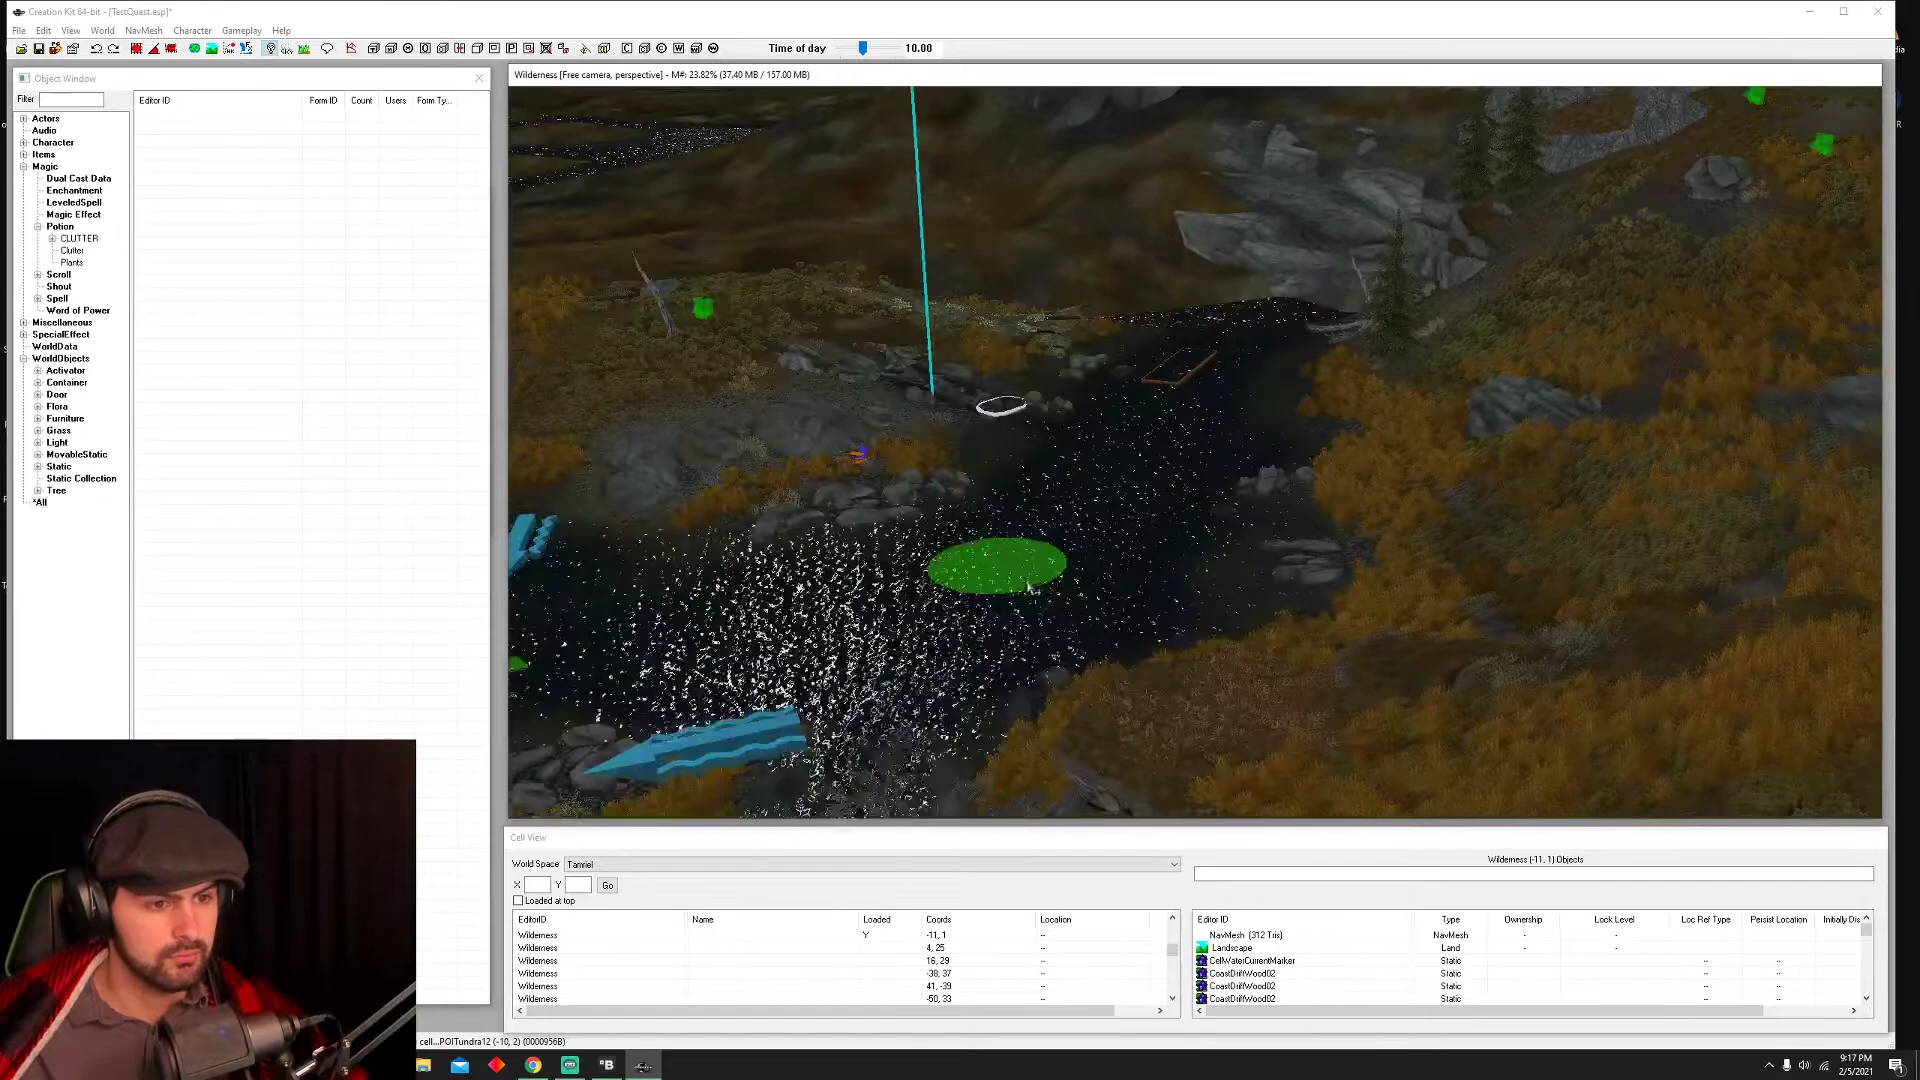 Creation Kit 64-bit - [TestQuest.esp]*
File Edit View World NavMesh Character Gameplay Help
Time of day 10.00
Object Window
Filter
Editor ID Form ID Count Users Form Ty...
Actors
Audio
Character
Items
Magic
Dual Cast Data
Enchantment
LeveledSpell
Magic Effect
Potion
CLUTTER
Clutter
Plants
Scroll
Shout
Spell
Word of Power
Miscellaneous
SpecialEffect
WorldData
WorldObjects
Activator
Container
Door
Flora
Furniture
Grass
Light
MovableStatic
Static
Static Collection
Tree
*All
Wilderness [Free camera, perspective] - M#: 23.82% (37.40 MB / 157.00 MB)
Cell View
World Space Tamriel
X Y Go
Loaded at top
EditorID Name Loaded Coords Location
Wilderness Y -11, 1 --
Wilderness 4, 25 --
Wilderness 16, 29 --
Wilderness -38, 37 --
Wilderness 41, -39 --
Wilderness -50, 33 --
Wilderness (-11, 1) Objects
Editor ID Type Ownership Lock Level Loc Ref Type Persist Location Initially Dis
NavMesh (312 Tris) NavMesh - -
Landscape Land - -
CellWaterCurrentMarker Static -- --
CoastDriftWood02 Static -- --
CoastDriftWood02 Static -- --
CoastDriftWood02 Static -- --
cell...POITundra12 (-10, 2) (0000956B)
9:17 PM
2/5/2021